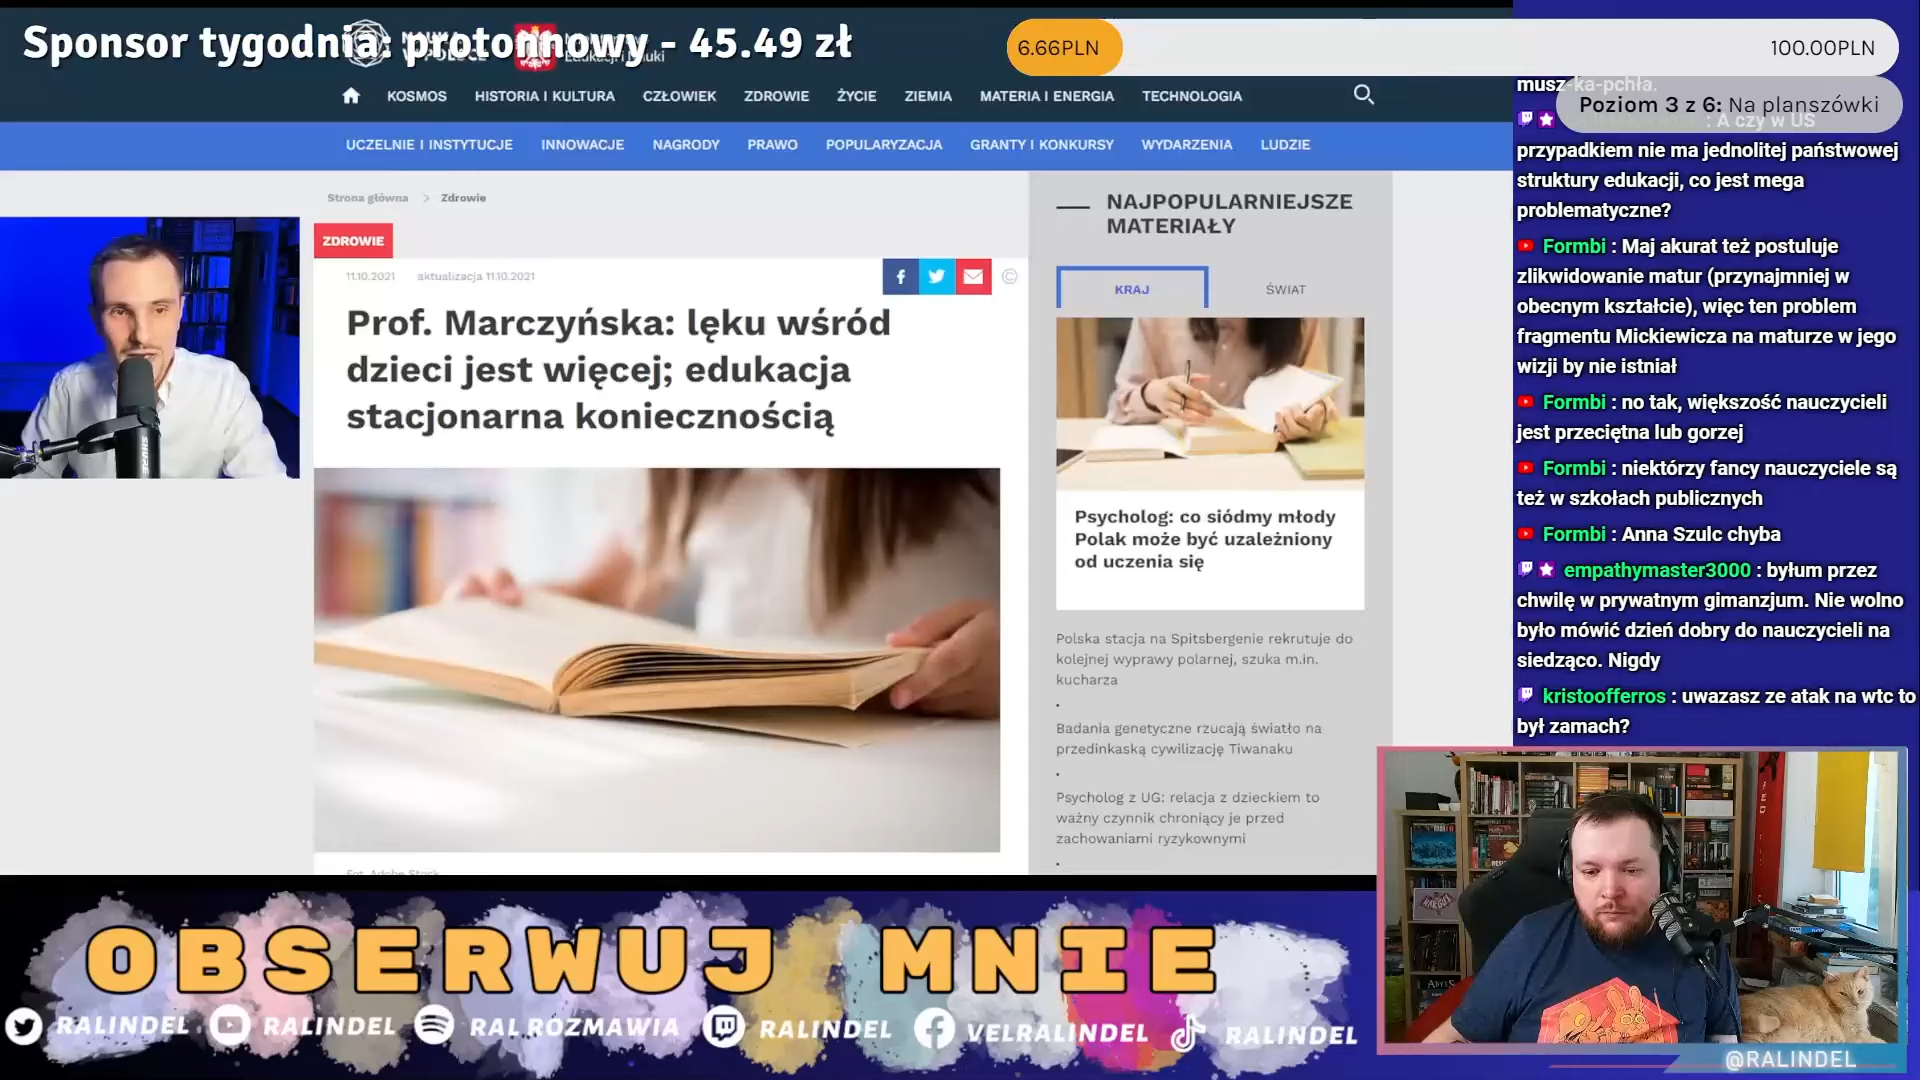 Sponsor tygodnia: protonnowy - 45.49 zł
6.66PLN
100.00PLN
Poziom 3 z 6: Na planszówki
KOSMOS
HISTORIA I KULTURA
CZŁOWIEK
ZDROWIE
ŻYCIE
ZIEMIA
MATERIA I ENERGIA
TECHNOLOGIA
UCZELNIE I INSTYTUCJE
INNOWACJE
NAGRODY
PRAWO
POPULARYZACJA
GRANTY I KONKURSY
WYDARZENIA
LUDZIE
Strona główna > Zdrowie
ZDROWIE
11.10.2021 aktualizacja 11.10.2021
Prof. Marczyńska: lęku wśród
dzieci jest więcej; edukacja
stacjonarna koniecznością
Fot. Adobe Stock
SHURE
NAJPOPULARNIEJSZE
MATERIAŁY
KRAJ
ŚWIAT
Psycholog: co siódmy młody
Polak może być uzależniony
od uczenia się
Polska stacja na Spitsbergenie rekrutuje do
kolejnej wyprawy polarnej, szuka m.in.
kucharza
Badania genetyczne rzucają światło na
przedinkaską cywilizację Tiwanaku
Psycholog z UG: relacja z dzieckiem to
ważny czynnik chroniący je przed
zachowaniami ryzykownymi
musz-ka-pchła.
: A czy w US
przypadkiem nie ma jednolitej państwowej
struktury edukacji, co jest mega
problematyczne?
Formbi : Maj akurat też postuluje
zlikwidowanie matur (przynajmniej w
obecnym kształcie), więc ten problem
fragmentu Mickiewicza na maturze w jego
wizji by nie istniał
Formbi : no tak, większość nauczycieli
jest przeciętna lub gorzej
Formbi : niektórzy fancy nauczyciele są
też w szkołach publicznych
Formbi : Anna Szulc chyba
empathymaster3000 : byłum przez
chwilę w prywatnym gimanzjum. Nie wolno
było mówić dzień dobry do nauczycieli na
siedząco. Nigdy
kristoofferros : uwazasz ze atak na wtc to
był zamach?
OBSERWUJ MNIE
RALINDEL
RALINDEL
RAL ROZMAWIA
RALINDEL
VELRALINDEL
RALINDEL
@RALINDEL